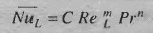 Nu_L = C Re_L^m Pr^n